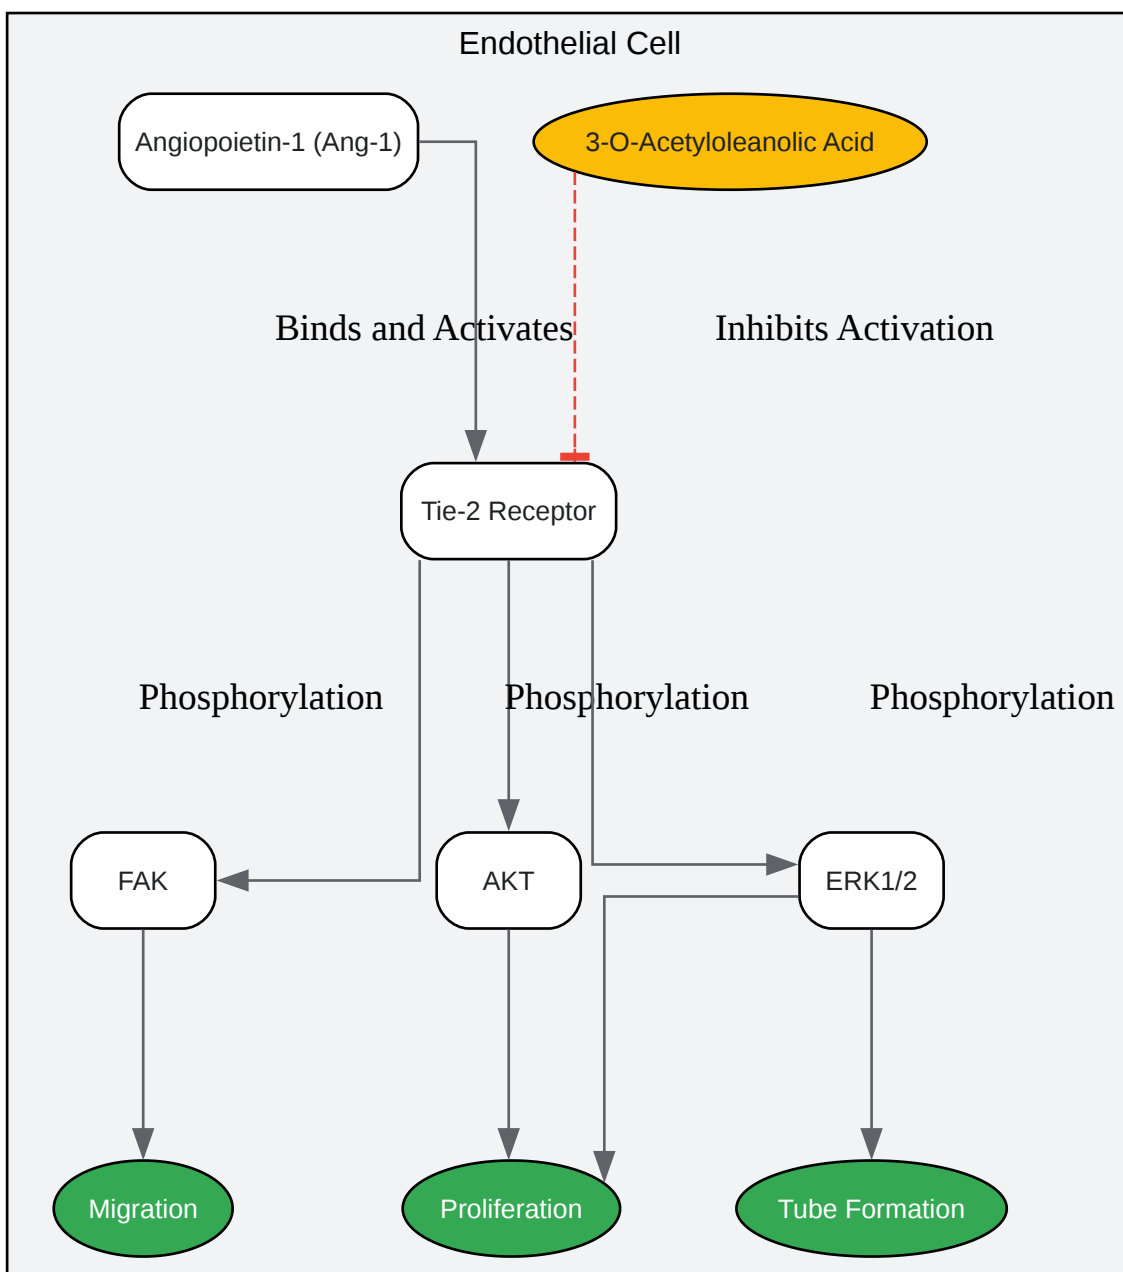 Endothelial Cell
Angiopoietin-1 (Ang-1)
3-O-Acetyloleanolic Acid
Binds and Activates
Inhibits Activation
Tie-2 Receptor
Phosphorylation
Phosphorylation
Phosphorylation
FAK
AKT
ERK1/2
Migration
Proliferation
Tube Formation